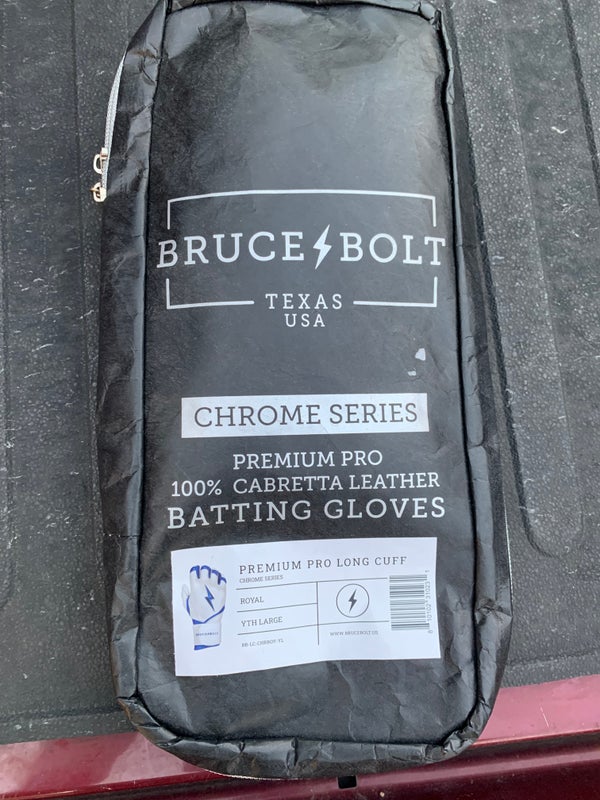 BRUCE BOLT
TEXAS
USA
CHROME SERIES
PREMIUM PRO
100% CABRETTA LEATHER
BATTING GLOVES
PREMIUM PRO LONG CUFF
CHROME SERIES
ROYAL
YTH LARGE
WWW.BRUCEBOLT.US